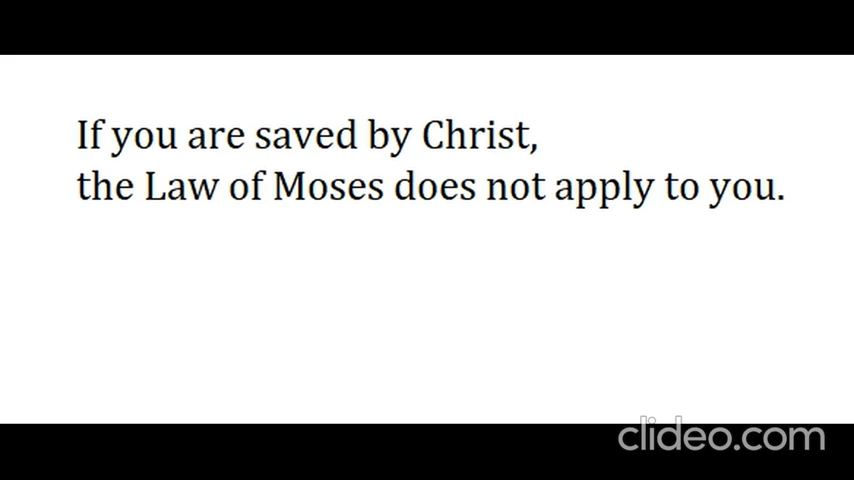 If you are saved by Christ,
the Law of Moses does not apply to you.
clideo.com